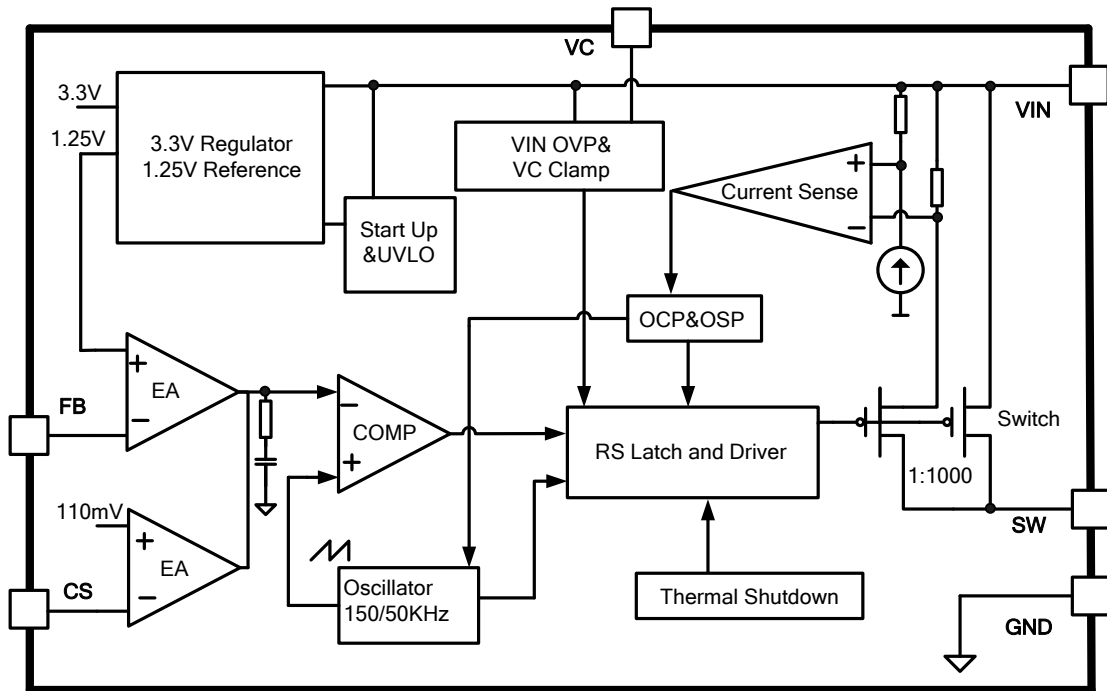 VC
VIN
3.3V
1.25V
3.3V Regulator
1.25V Reference
VIN OVP&
VC Clamp
Start Up
&UVLO
+
Current Sense
−
OCP&OSP
FB
+
EA
−
−
COMP
+
RS Latch and Driver
Switch
1:1000
110mV
CS
+
EA
−
Oscillator
150/50KHz
Thermal Shutdown
SW
GND